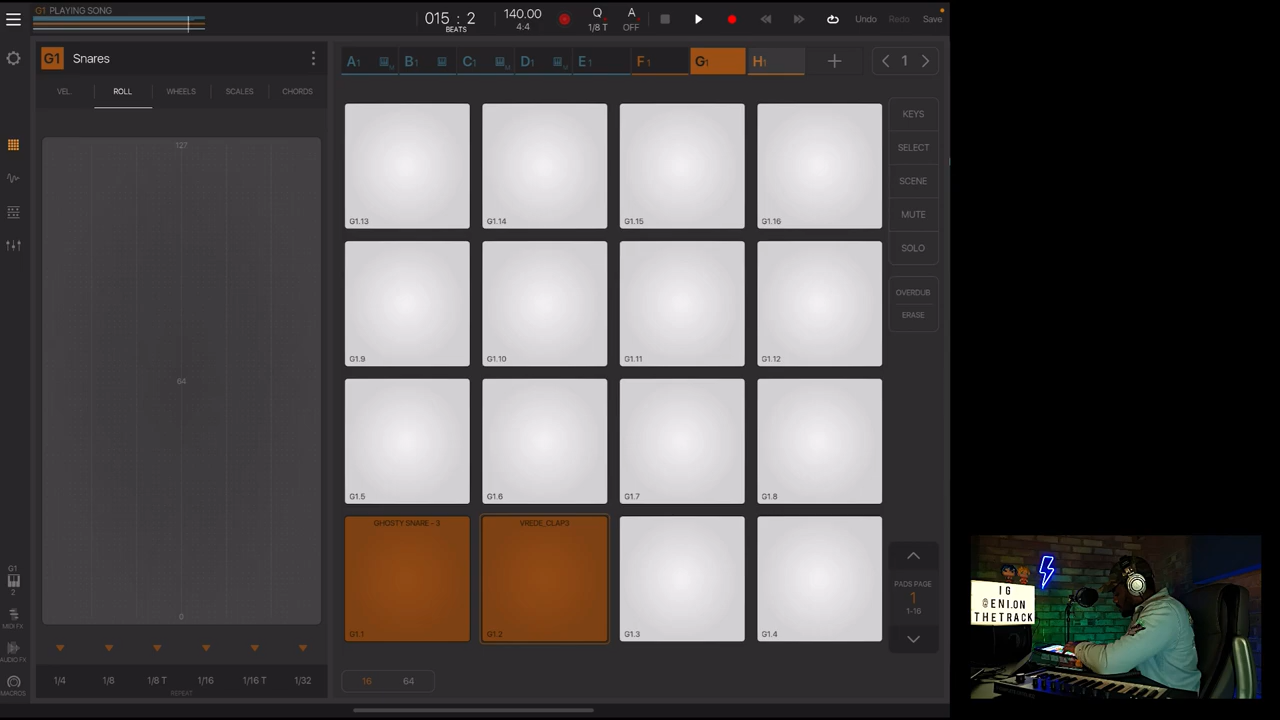 G1 PLAYING SONG
015 : 2
BEATS
140.00
4:4
Q
1/8 T
A
OFF
Undo
Redo
Save
G1
Snares
A1
B1
C1
D1
E1
F1
G1
H1
1
VEL.
ROLL
WHEELS
SCALES
CHORDS
127
64
0
1/4
1/8
1/8 T
1/16
1/16 T
1/32
REPEAT
G1.13
G1.14
G1.15
G1.16
G1.9
G1.10
G1.11
G1.12
G1.5
G1.6
G1.7
G1.8
GHOSTY SNARE - 3
VREDE_CLAP3
G1.1
G1.2
G1.3
G1.4
16
64
KEYS
SELECT
SCENE
MUTE
SOLO
OVERDUB
ERASE
PADS PAGE
1
1-16
G1
2
MIDI FX
AUDIO FX
MACROS
IG
@ENI.ON
THETRACK